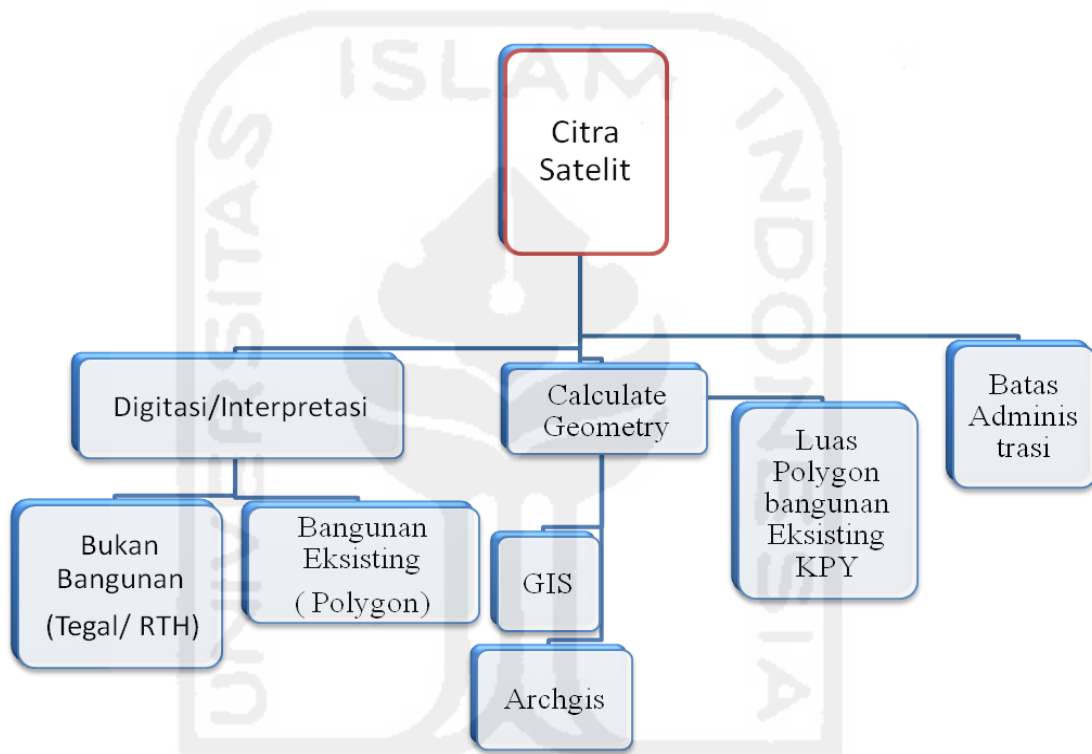 UNIVERSITAS
ISLAM
INDONESIA
Citra
Satelit
Digitasi/Interpretasi
Calculate
Geometry
Batas
Adminis
trasi
Luas
Polygon
bangunan
Eksisting
KPY
Bukan
Bangunan
(Tegal/ RTH)
Bangunan
Eksisting
( Polygon)
GIS
Archgis